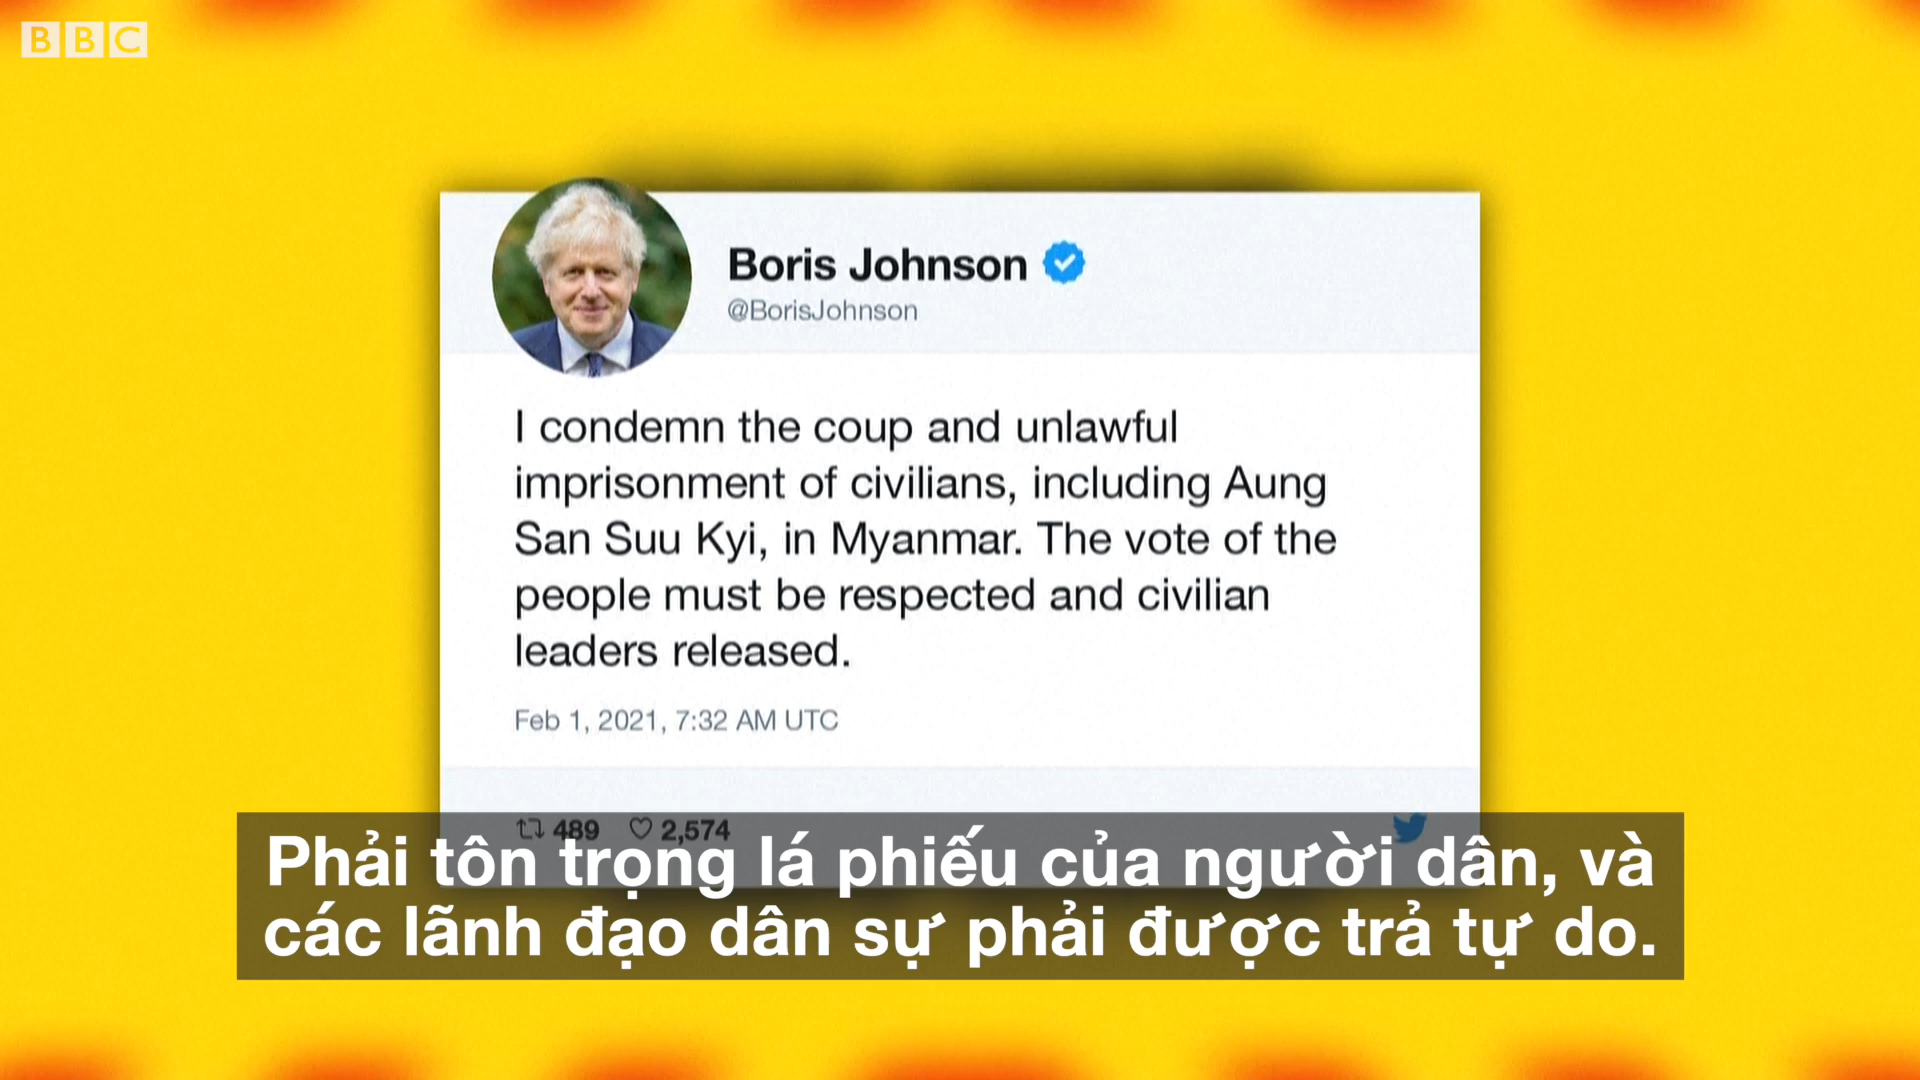 BBC
Boris Johnson
@BorisJohnson
I condemn the coup and unlawful
imprisonment of civilians, including Aung
San Suu Kyi, in Myanmar. The vote of the
people must be respected and civilian
leaders released.
Feb 1, 2021, 7:32 AM UTC
489 2,574
Phải tôn trọng lá phiếu của người dân, và
các lãnh đạo dân sự phải được trả tự do.